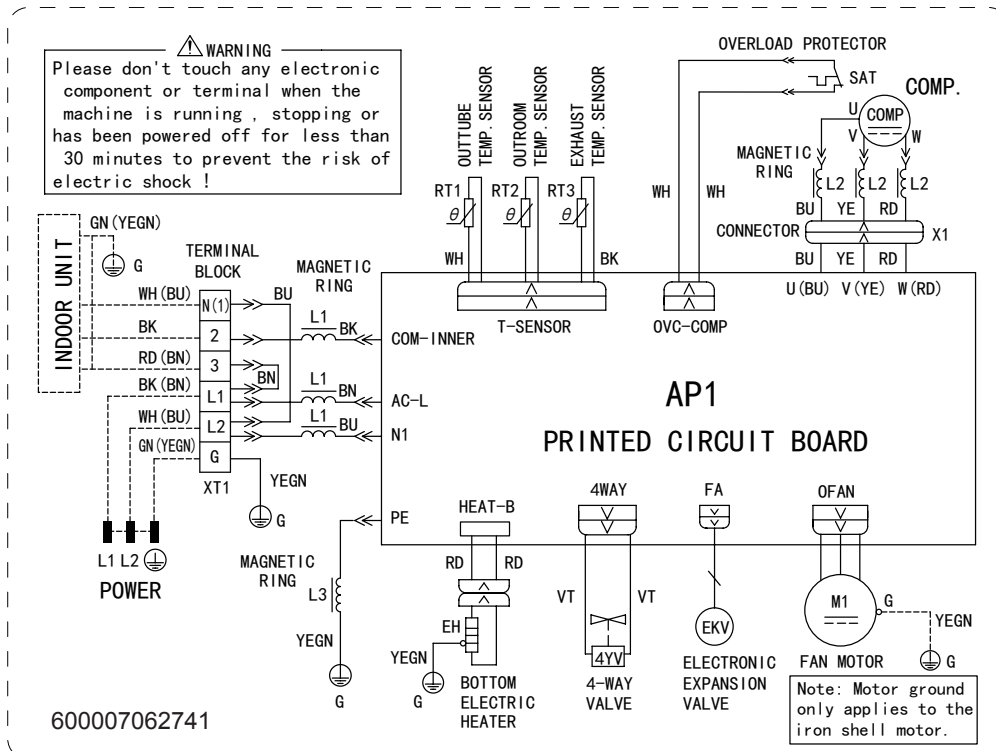 WARNING
Please don't touch any electronic
component or terminal when the
machine is running , stopping or
has been powered off for less than
30 minutes to prevent the risk of
electric shock !
OVERLOAD PROTECTOR
SAT
COMP.
COMP
U
V
W
MAGNETIC
RING
L2
L2
L2
BU
YE
RD
CONNECTOR
X1
BU
YE
RD
U(BU)
V(YE)
W(RD)
OUTTUBE
TEMP. SENSOR
OUTROOM
TEMP. SENSOR
EXHAUST
TEMP. SENSOR
RT1
RT2
RT3
θ
θ
θ
WH
BK
WH
WH
T-SENSOR
OVC-COMP
INDOOR UNIT
GN(YEGN)
G
TERMINAL
BLOCK
MAGNETIC
RING
WH(BU)
N(1)
BU
BK
2
L1
BK
COM-INNER
RD(BN)
3
BN
BK(BN)
L1
L1
BN
AC-L
WH(BU)
L2
L1
BU
N1
GN(YEGN)
G
XT1
YEGN
G
L1
L2
POWER
AP1
PRINTED CIRCUIT BOARD
PE
MAGNETIC
RING
L3
YEGN
G
HEAT-B
RD
RD
EH
YEGN
G
BOTTOM
ELECTRIC
HEATER
4WAY
VT
VT
4YV
4-WAY
VALVE
FA
EKV
ELECTRONIC
EXPANSION
VALVE
OFAN
M1
G
YEGN
G
FAN MOTOR
Note: Motor ground
only applies to the
iron shell motor.
600007062741